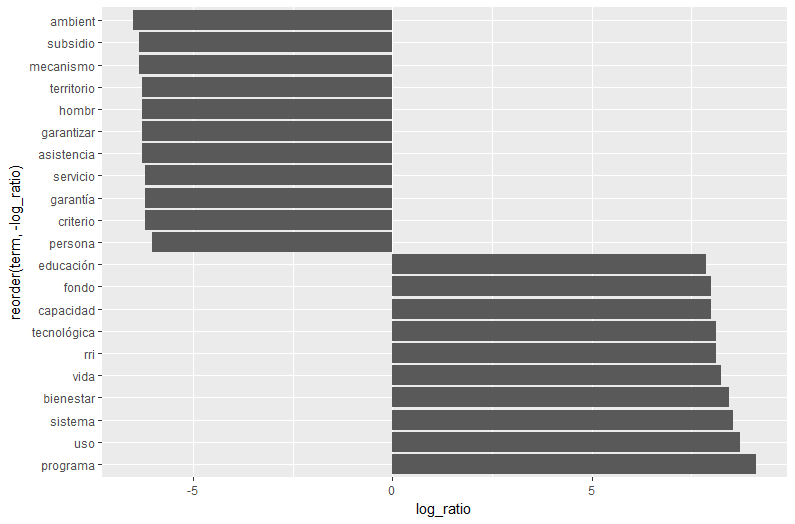 reorder(term, -log_ratio)
ambient
subsidio
mecanismo
territorio
hombr
garantizar
asistencia
servicio
garantía
criterio
persona
educación
fondo
capacidad
tecnológica
rri
vida
bienestar
sistema
uso
programa
-5 0 5
log_ratio